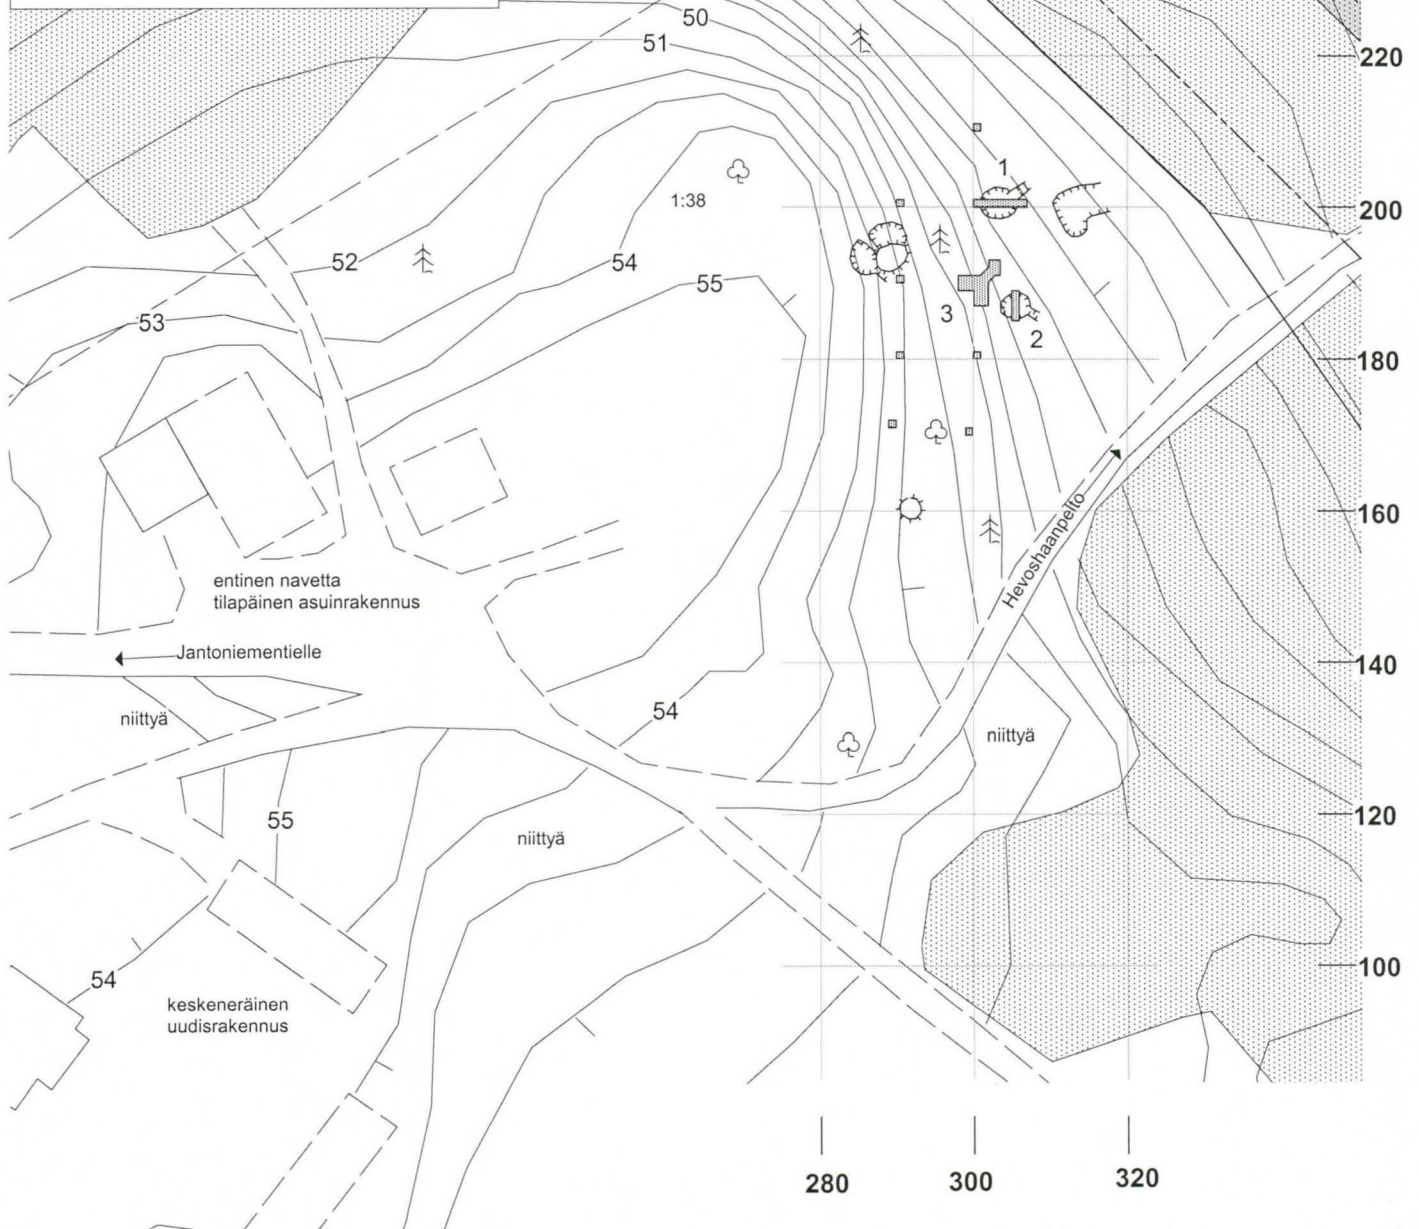 50
51
220
1
1:38
200
52
54
55
53
3
2
180
160
Hevoshaanpelto
entinen navetta
tilapäinen asuinrakennus
Jantoniementielle
140
niittyä
54
niittyä
55
niittyä
120
54
100
keskeneräinen
uudisrakennus
280
300
320